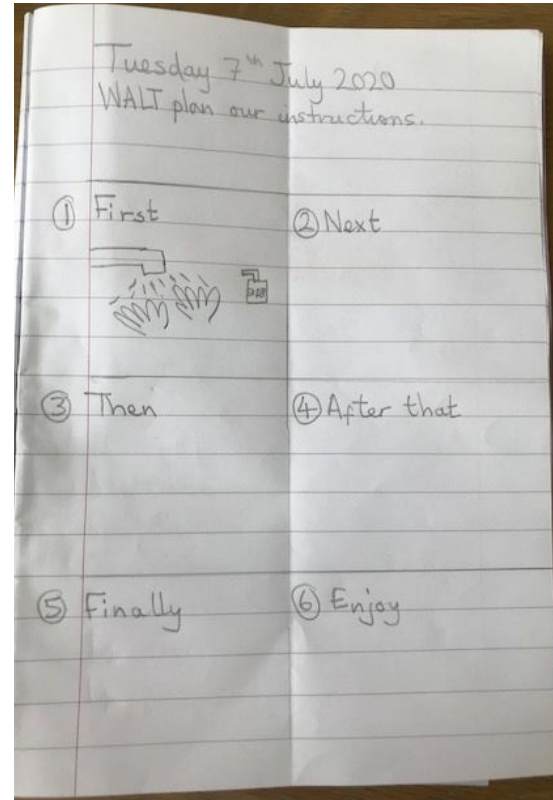 Tuesday 7th July 2020
WALT plan our instructions.
① First
② Next
③ Then
④ After that
⑤ Finally
⑥ Enjoy